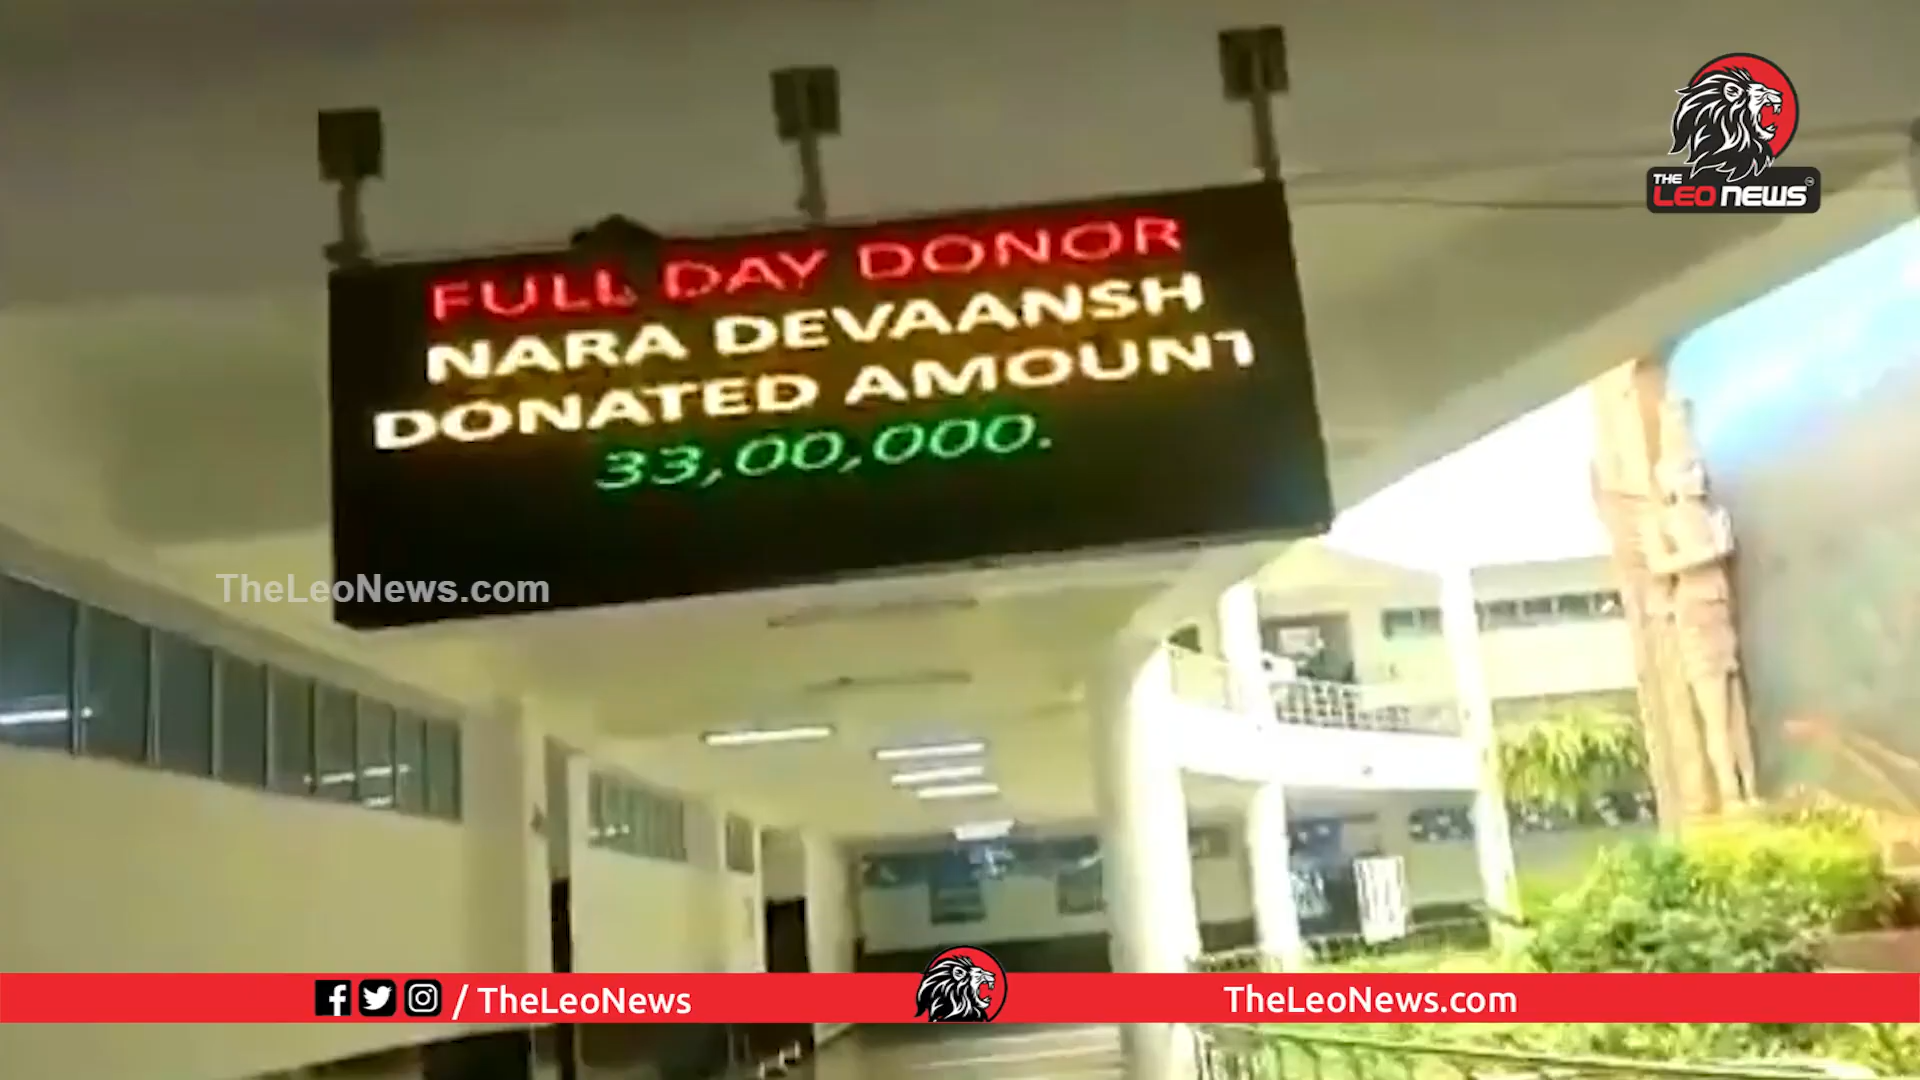 THE
LEO NEWS
FULL DAY DONOR
NARA DEVAANSH
DONATED AMOUNT
33,00,000.
TheLeoNews.com
/ TheLeoNews
TheLeoNews.com